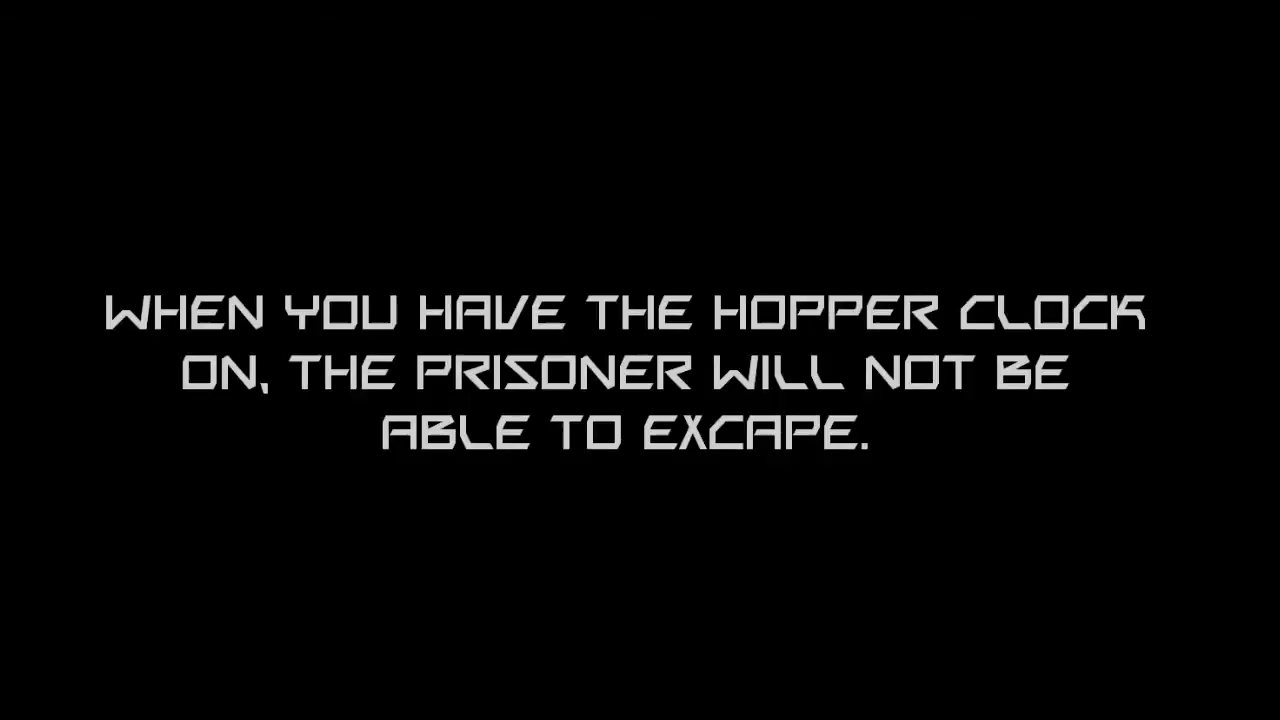 WHEN YOU HAVE THE HOPPER CLOCK
ON, THE PRISONER WILL NOT BE
ABLE TO EXCAPE.